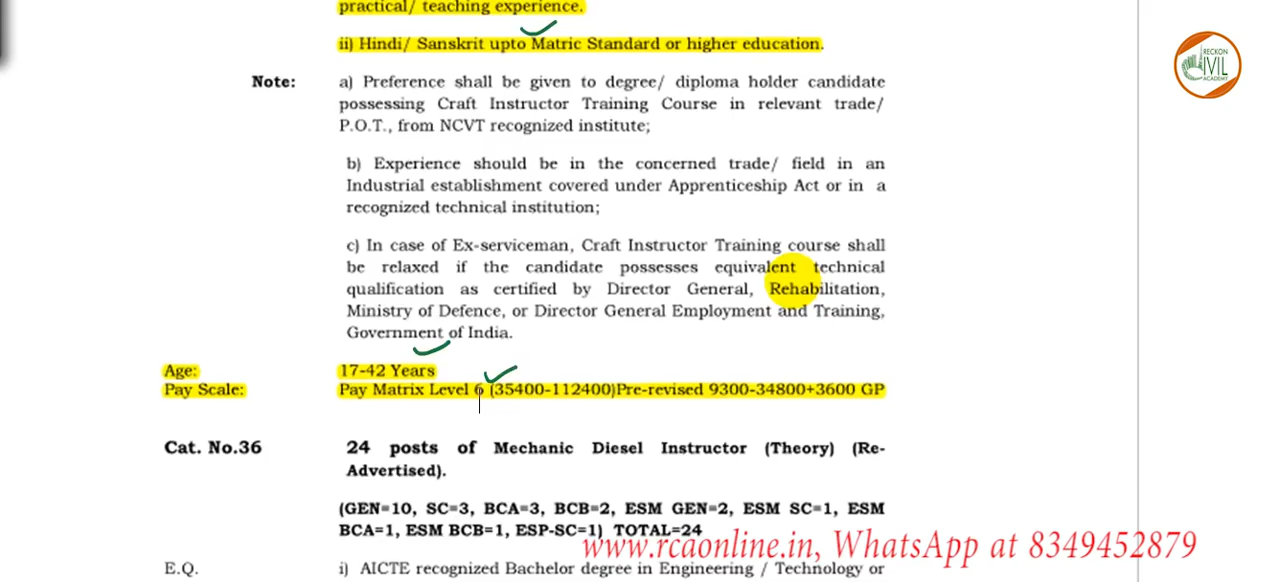 practical/ teaching experience.
RECKON
CIVIL
ACADEMY
ii) Hindi/ Sanskrit upto Matric Standard or higher education.
Note: a) Preference shall be given to degree/ diploma holder candidate
possessing Craft Instructor Training Course in relevant trade/
P.O.T., from NCVT recognized institute;
b) Experience should be in the concerned trade/ field in an
Industrial establishment covered under Apprenticeship Act or in a
recognized technical institution;
c) In case of Ex-serviceman, Craft Instructor Training course shall
be relaxed if the candidate possesses equivalent technical
qualification as certified by Director General, Rehabilitation,
Ministry of Defence, or Director General Employment and Training,
Government of India.
Age: 17-42 Years
Pay Scale: Pay Matrix Level 6 (35400-112400)Pre-revised 9300-34800+3600 GP
Cat. No.36 24 posts of Mechanic Diesel Instructor (Theory) (Re-
Advertised).
(GEN=10, SC=3, BCA=3, BCB=2, ESM GEN=2, ESM SC=1, ESM
BCA=1, ESM BCB=1, ESP-SC=1) TOTAL=24
www.rcaonline.in, WhatsApp at 8349452879
E.Q. i) AICTE recognized Bachelor degree in Engineering / Technology or